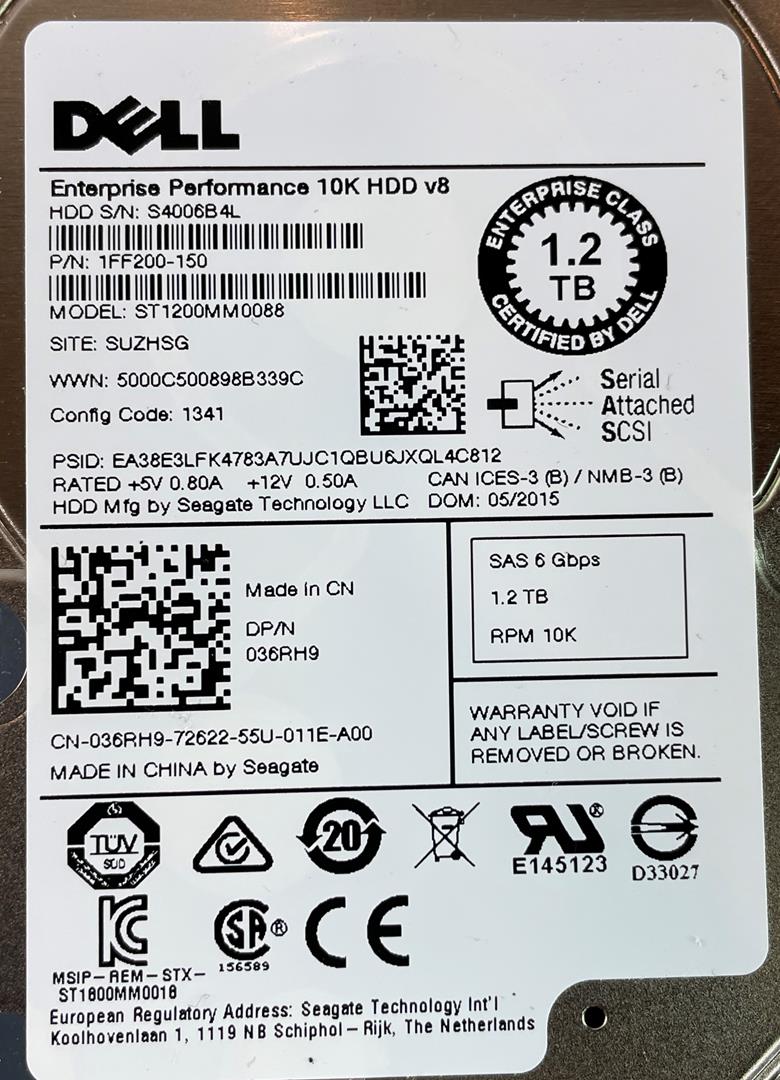 DELL
Enterprise Performance 10K HDD v8
HDD S/N: S4006B4L
P/N: 1FF200-150
MODEL: ST1200MM0088
ENTERPRISE CLASS
1.2
TB
CERTIFIED BY DELL
SITE: SUZHSG
WWN: 5000C500898B339C
Config Code: 1341
Serial
Attached
SCSI
PSID: EA38E3LFK4783A7UJC1QBU6JXQL4C812
RATED +5V 0.80A +12V 0.50A CAN ICES-3 (B) / NMB-3 (B)
HDD Mfg by Seagate Technology LLC DOM: 05/2015
Made in CN
DP/N
036RH9
CN-036RH9-72622-55U-011E-A00
MADE IN CHINA by Seagate
SAS 6 Gbps
1.2 TB
RPM 10K
WARRANTY VOID IF
ANY LABEL/SCREW IS
REMOVED OR BROKEN.
TÜV
SÜD
20
E145123
D33027
SA
156589
CE
MSIP-REM-STX-
ST1800MM0018
European Regulatory Address: Seagate Technology Int'l
Koolhovenlaan 1, 1119 NB Schiphol-Rijk, The Netherlands